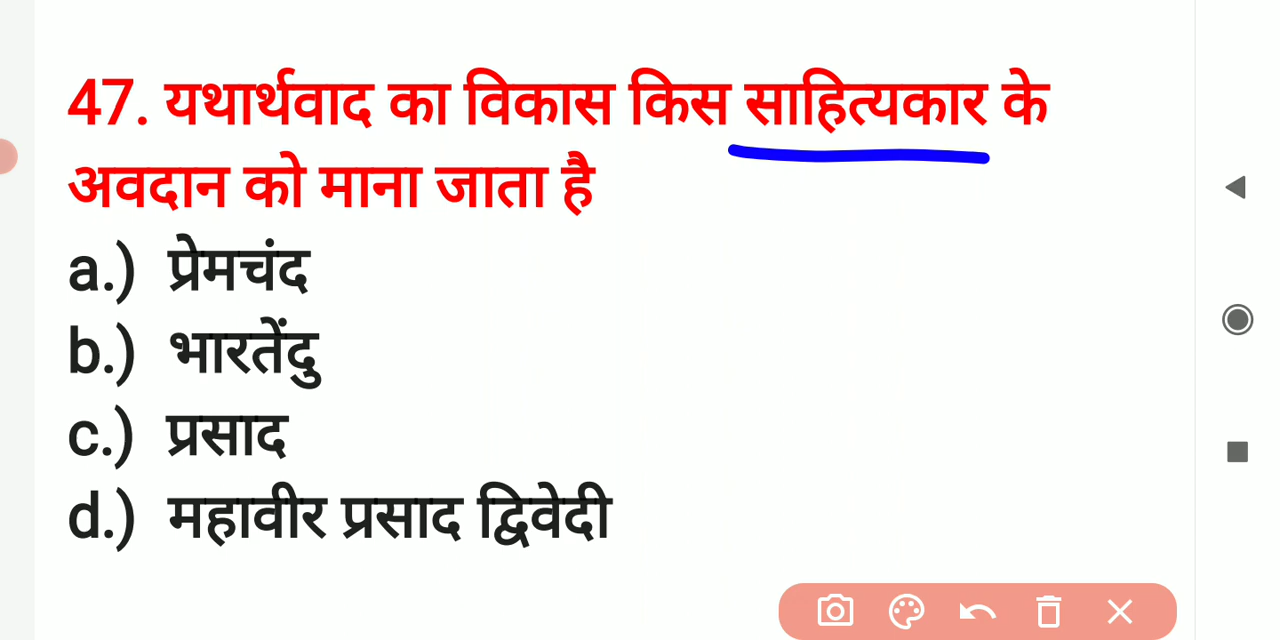 47. यथार्थवाद का विकास किस साहित्यकार के
अवदान को माना जाता है
a.) प्रेमचंद
b.) भारतेंदु
c.) प्रसाद
d.) महावीर प्रसाद द्विवेदी